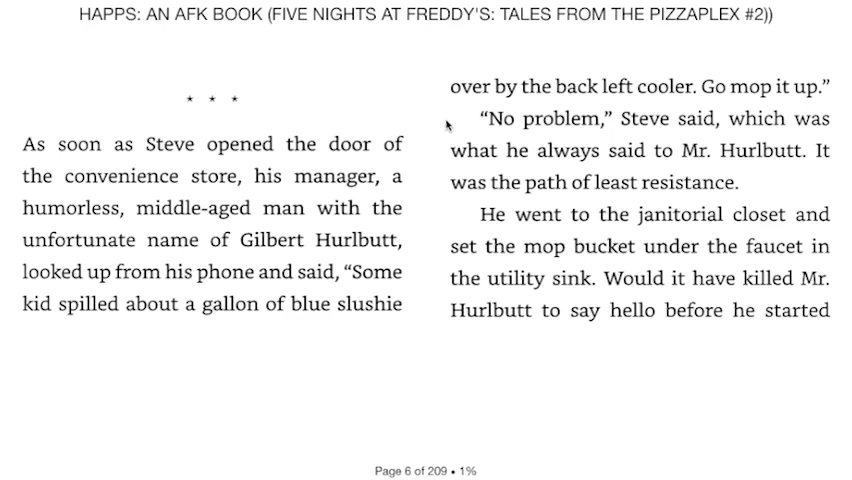 HAPPS: AN AFK BOOK (FIVE NIGHTS AT FREDDY'S: TALES FROM THE PIZZAPLEX #2))
* * *
As soon as Steve opened the door of
the convenience store, his manager, a
humorless, middle-aged man with the
unfortunate name of Gilbert Hurlbutt,
looked up from his phone and said, “Some
kid spilled about a gallon of blue slushie
over by the back left cooler. Go mop it up.”
“No problem,” Steve said, which was
what he always said to Mr. Hurlbutt. It
was the path of least resistance.
He went to the janitorial closet and
set the mop bucket under the faucet in
the utility sink. Would it have killed Mr.
Hurlbutt to say hello before he started
Page 6 of 209 • 1%